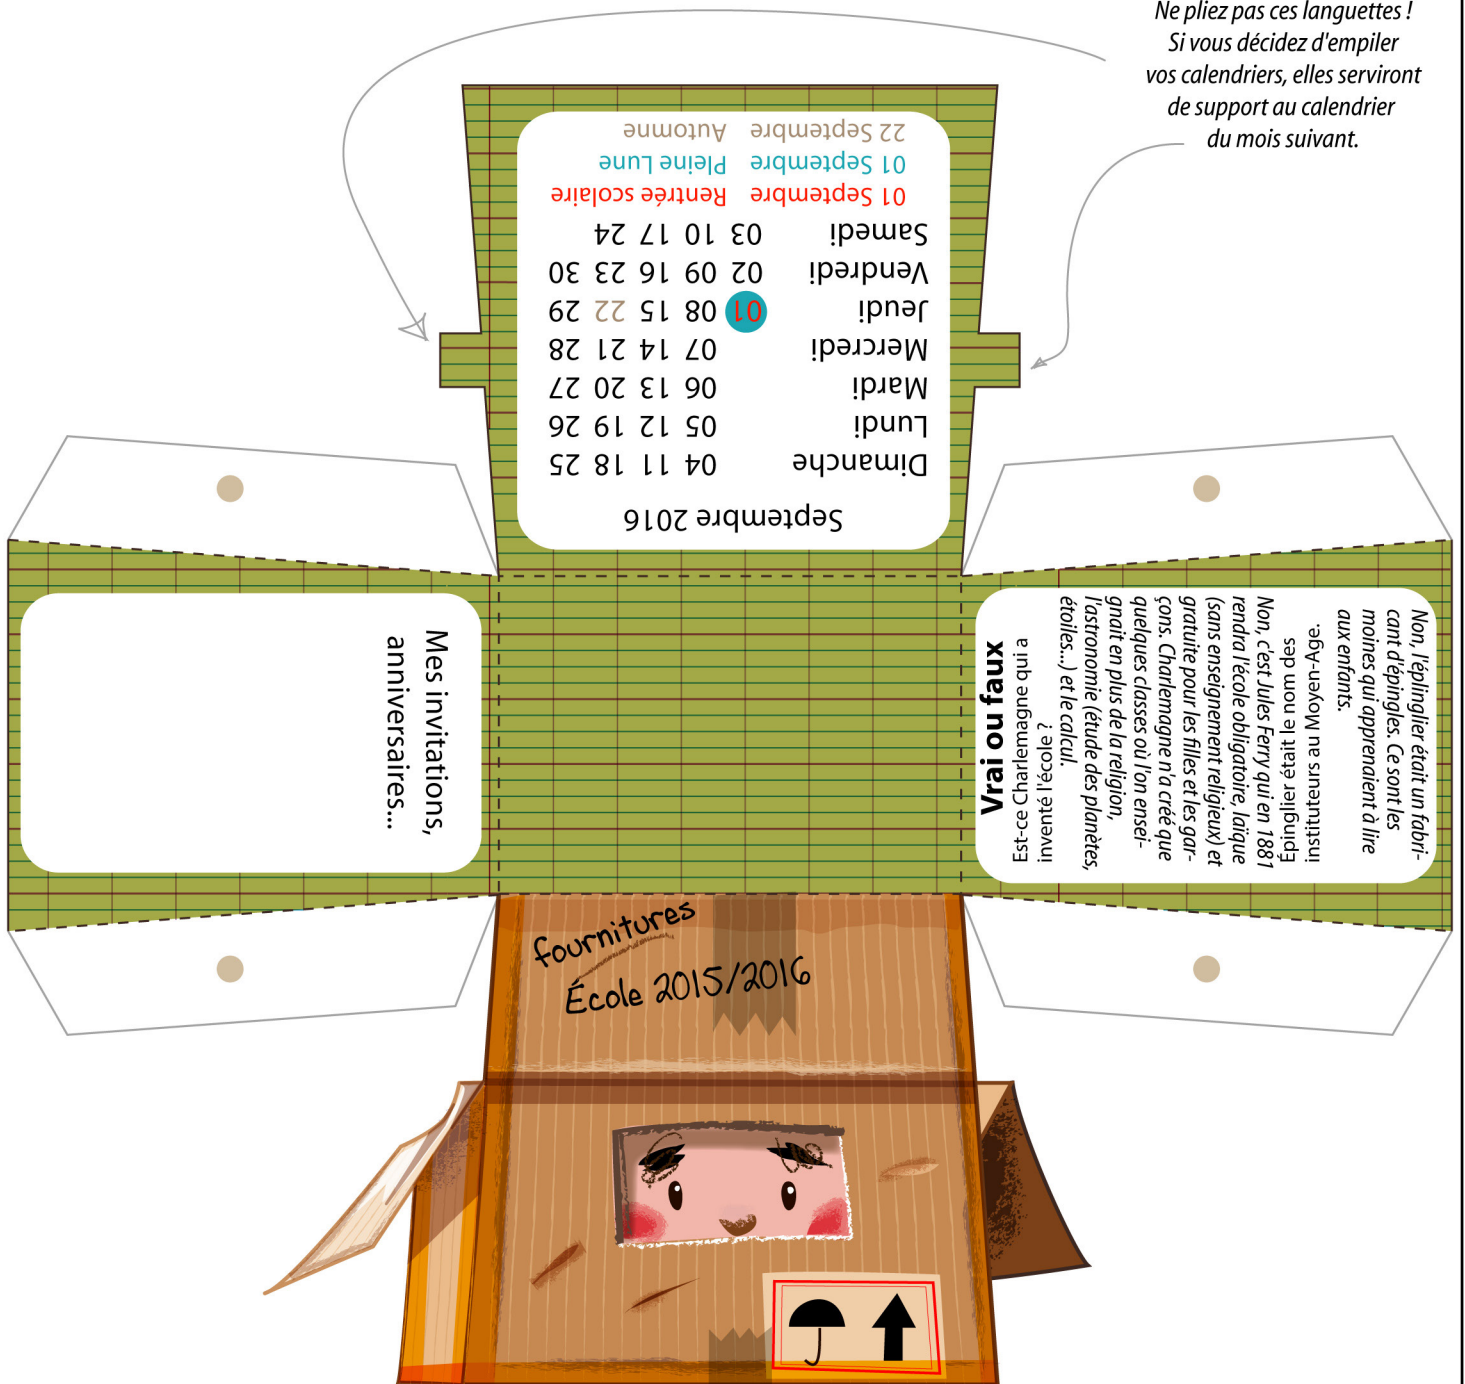 Ne pliez pas ces languettes !
Si vous décidez d'empiler
vos calendriers, elles serviront
de support au calendrier
du mois suivant.
Septembre 2016
Dimanche 04 11 18 25
Lundi 05 12 19 26
Mardi 06 13 20 27
Mercredi 07 14 21 28
Jeudi 01 08 15 22 29
Vendredi 02 09 16 23 30
Samedi 03 10 17 24
01 Septembre Rentrée scolaire
01 Septembre Pleine Lune
22 Septembre Automne
Mes invitations,
anniversaires...
Non, l'éplinglier était un fabri-
cant d'épingles. Ce sont les
moines qui apprenaient à lire
aux enfants.
Epinglier était le nom des
instituteurs au Moyen-Age.
Non, c'est Jules Ferry qui en 1881
rendra l'école obligatoire, laïque
(sans enseignement religieux) et
gratuite pour les filles et les gar-
çons. Charlemagne n'a créé que
quelques classes où l'on ensei-
gnait en plus de la religion,
l'astronomie (étude des planètes,
étoiles...) et le calcul.
Est-ce Charlemagne qui a
inventé l'école ?
Vrai ou faux
fournitures
École 2015/2016